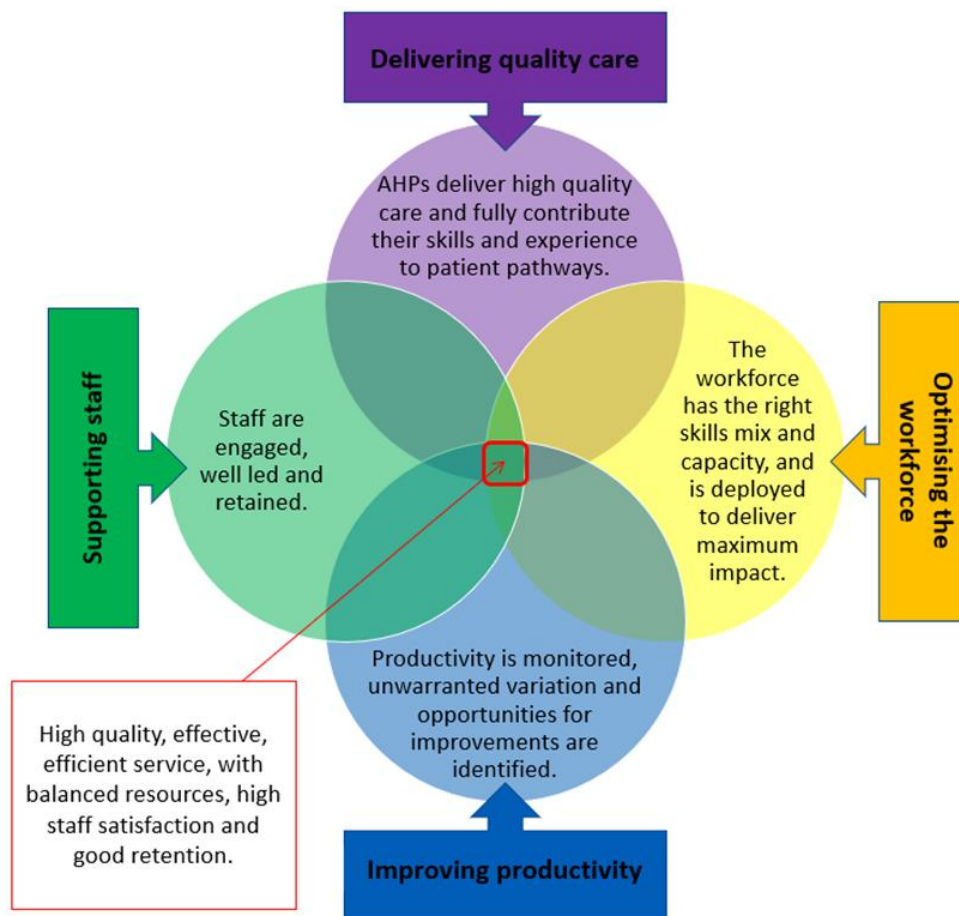 Delivering quality care
AHPs deliver high quality
care and fully contribute
their skills and experience
to patient pathways.
Supporting staff
Staff are
engaged,
well led and
retained.
The
workforce
has the right
skills mix and
capacity, and
is deployed
to deliver
maximum
impact.
Optimising the
workforce
Productivity is monitored,
unwarranted variation and
opportunities for
improvements are
identified.
High quality, effective,
efficient service, with
balanced resources, high
staff satisfaction and
good retention.
Improving productivity